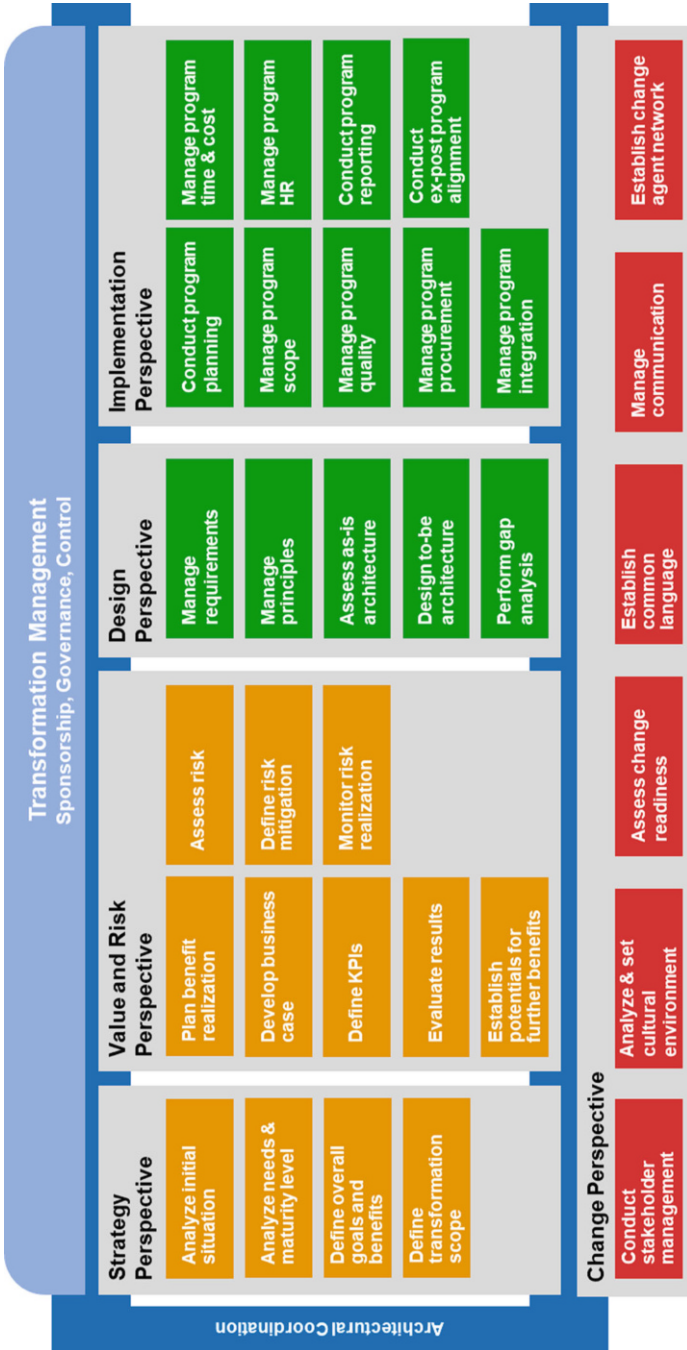 Transformation Management
Sponsorship, Governance, Control
Architectural Coordination
Strategy
Perspective
Analyze initial
situation
Analyze needs &
maturity level
Define overall
goals and
benefits
Define
transformation
scope
Value and Risk
Perspective
Plan benefit
realization
Develop business
case
Define KPIs
Evaluate results
Establish
potentials for
further benefits
Assess risk
Define risk
mitigation
Monitor risk
realization
Design
Perspective
Manage
requirements
Manage
principles
Assess as-is
architecture
Design to-be
architecture
Perform gap
analysis
Implementation
Perspective
Conduct program
planning
Manage program
scope
Manage program
quality
Manage program
procurement
Manage program
integration
Manage program
time & cost
Manage program
HR
Conduct program
reporting
Conduct
ex-post program
alignment
Change Perspective
Conduct
stakeholder
management
Analyze & set
cultural
environment
Assess change
readiness
Establish
common
language
Manage
communication
Establish change
agent network